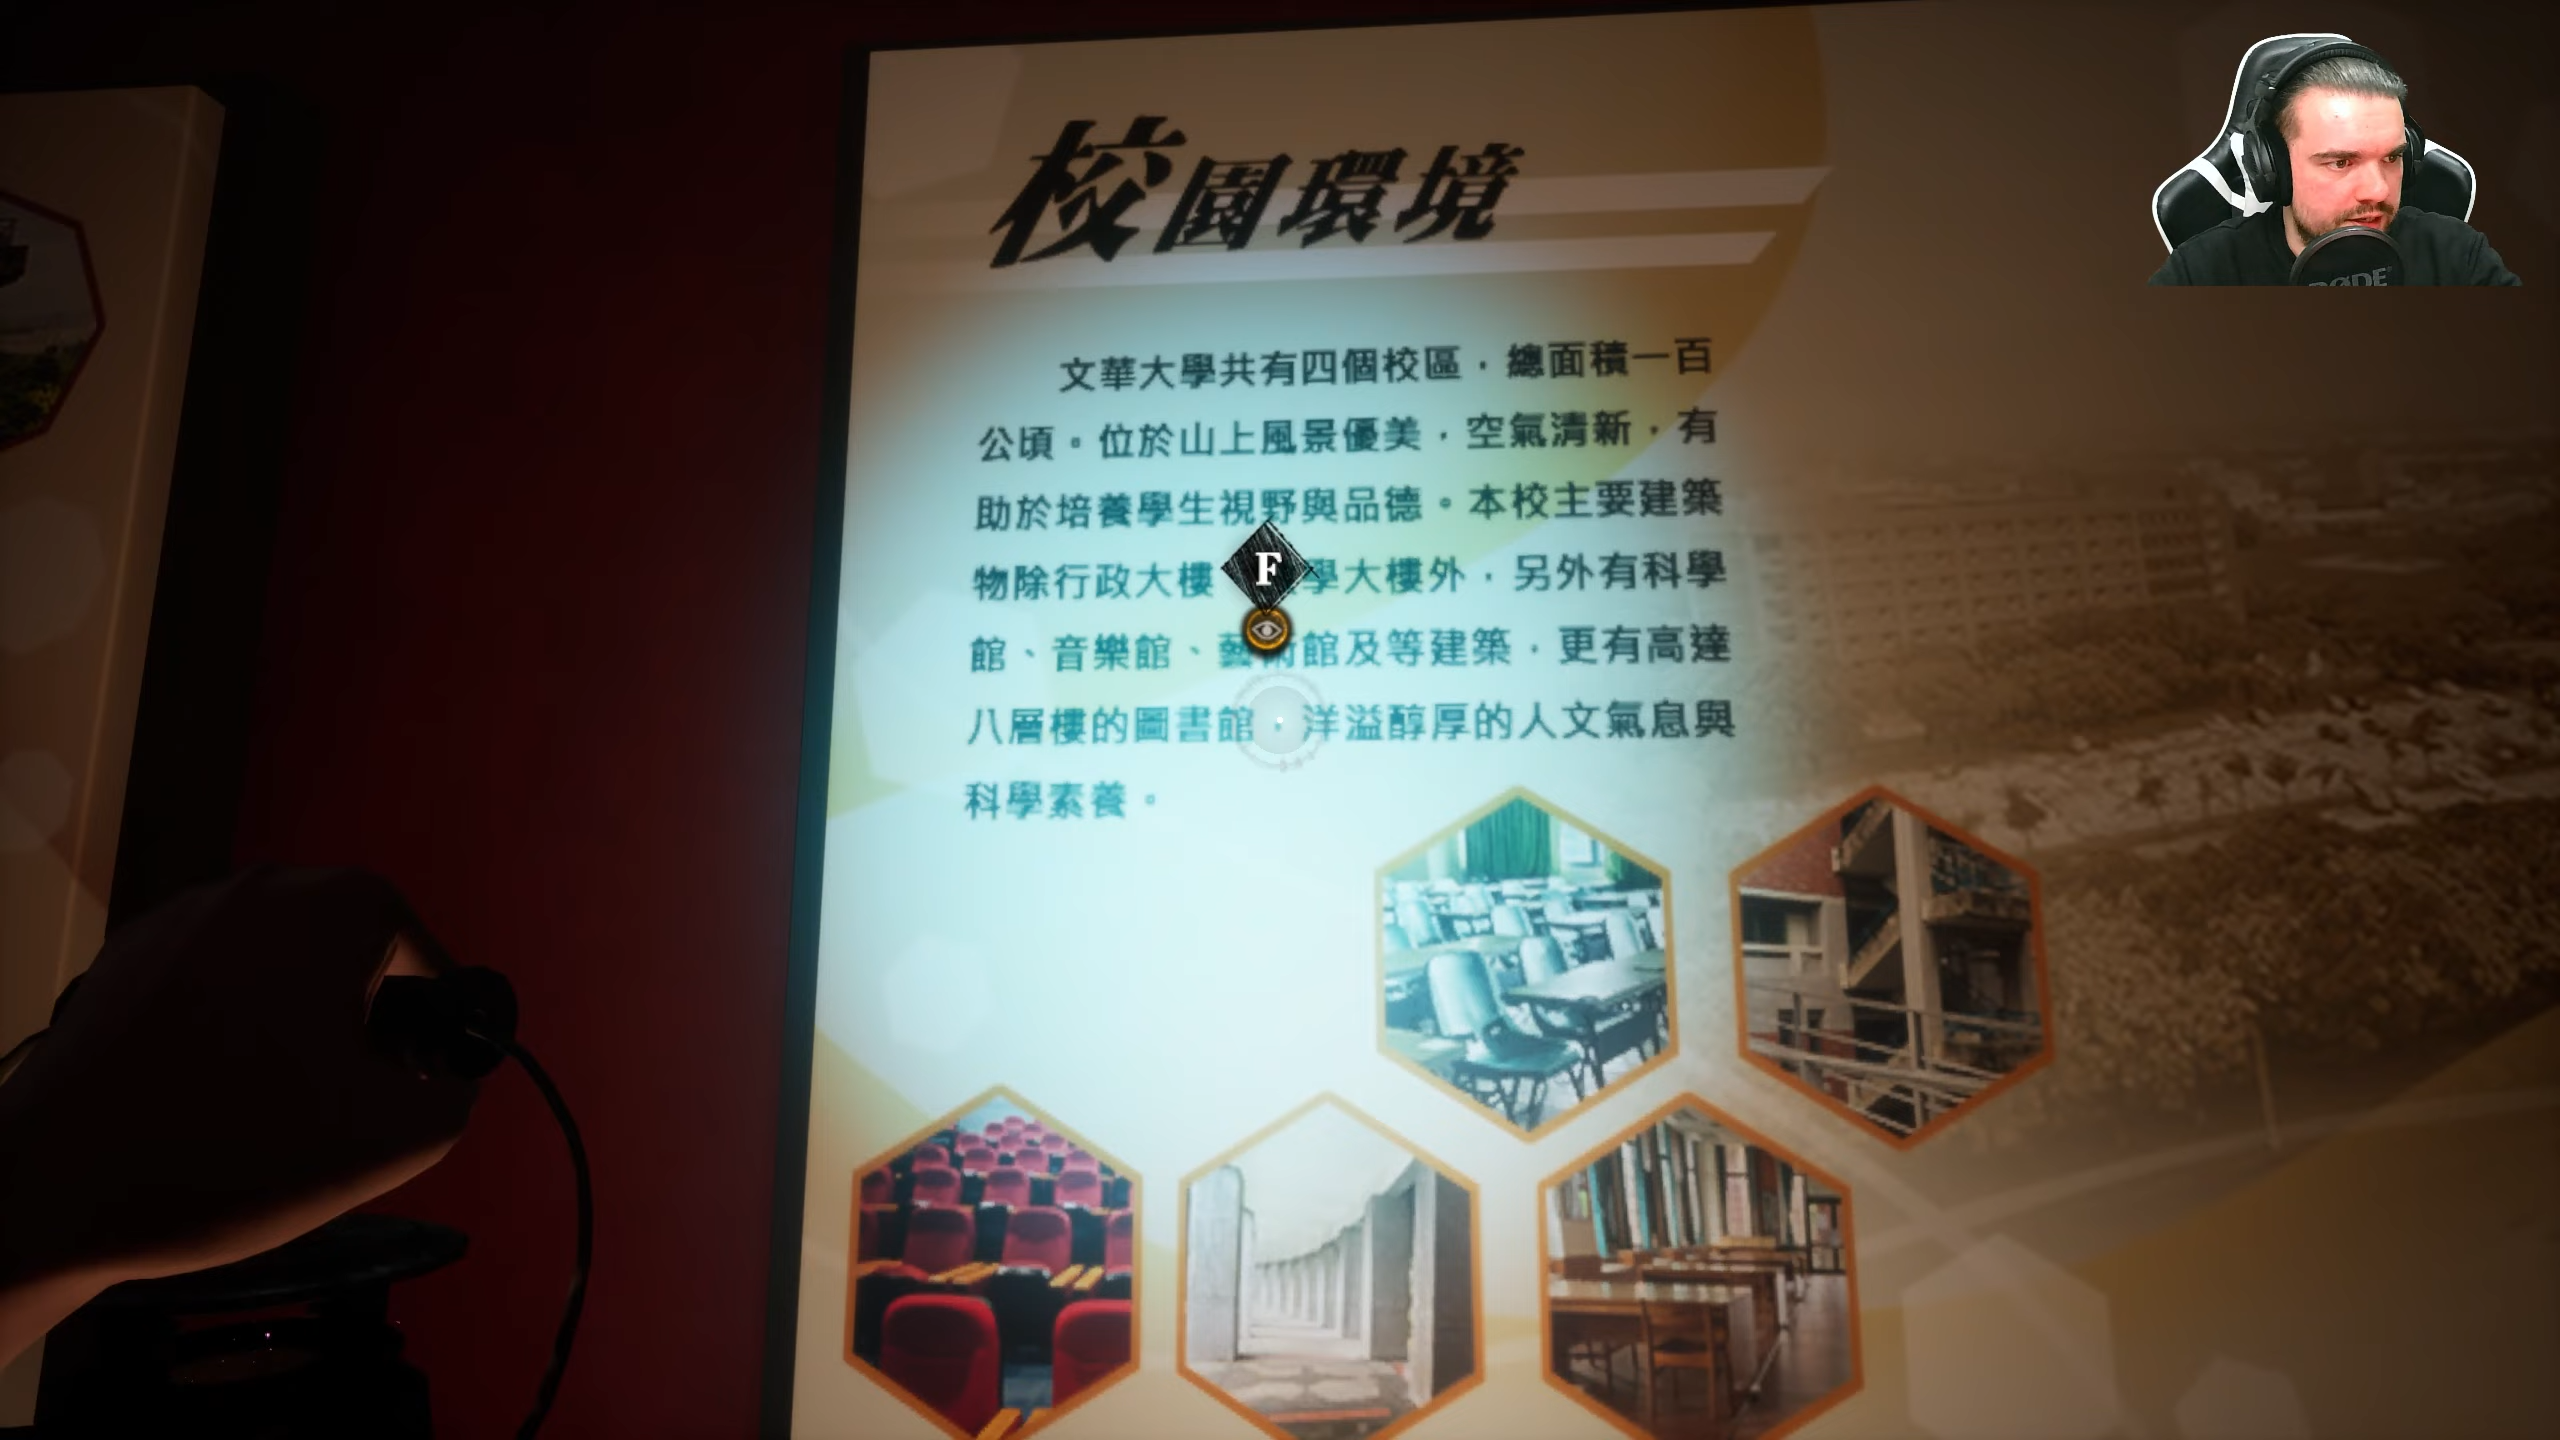 校園環境
文華大學共有四個校區，總面積一百
公頃。位於山上風景優美，空氣清新，有
助於培養學生視野與品德。本校主要建築
物除行政大樓 學大樓外，另外有科學
F
館、音樂館、藝術館及等建築，更有高達
八層樓的圖書館，洋溢醇厚的人文氣息與
科學素養。
RØDE